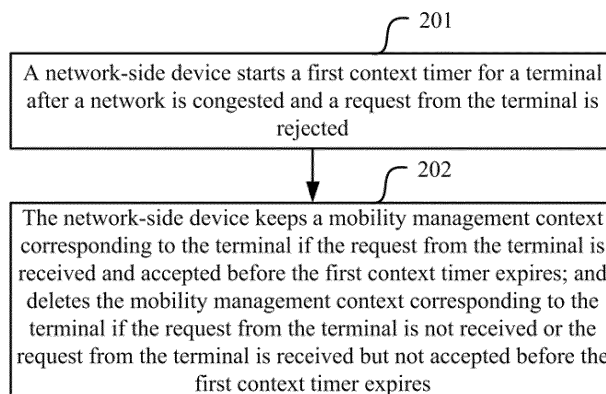 201
A network-side device starts a first context timer for a terminal
after a network is congested and a request from the terminal is
rejected
202
The network-side device keeps a mobility management context
corresponding to the terminal if the request from the terminal is
received and accepted before the first context timer expires; and
deletes the mobility management context corresponding to the
terminal if the request from the terminal is not received or the
request from the terminal is received but not accepted before the
first context timer expires